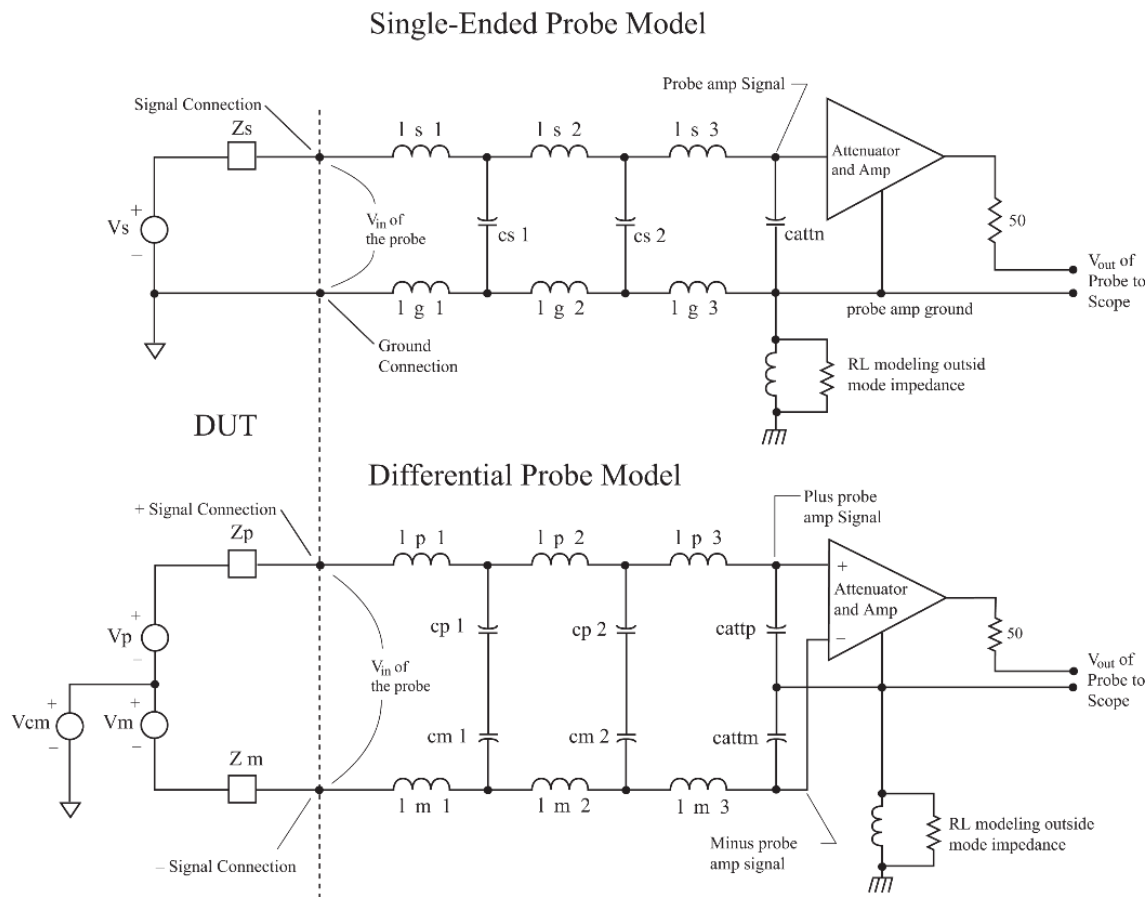 Single-Ended Probe Model
Signal Connection
Probe amp Signal
Zs
l s 1
l s 2
l s 3
Attenuator
and Amp
+
Vs
–
Vin of
the probe
cs 1
cs 2
cattn
50
Vout of
Probe to
Scope
l g 1
l g 2
l g 3
probe amp ground
Ground
Connection
RL modeling outsid
mode impedance
DUT
Differential Probe Model
+ Signal Connection
Plus probe
amp Signal
Zp
l p 1
l p 2
l p 3
+
Attenuator
and Amp
–
+
Vp
–
cp 1
cp 2
cattp
50
Vin of
the probe
Vout of
Probe to
Scope
+
Vcm
–
+
Vm
–
cm 1
cm 2
cattm
Z m
l m 1
l m 2
l m 3
– Signal Connection
Minus probe
amp signal
RL modeling outside
mode impedance